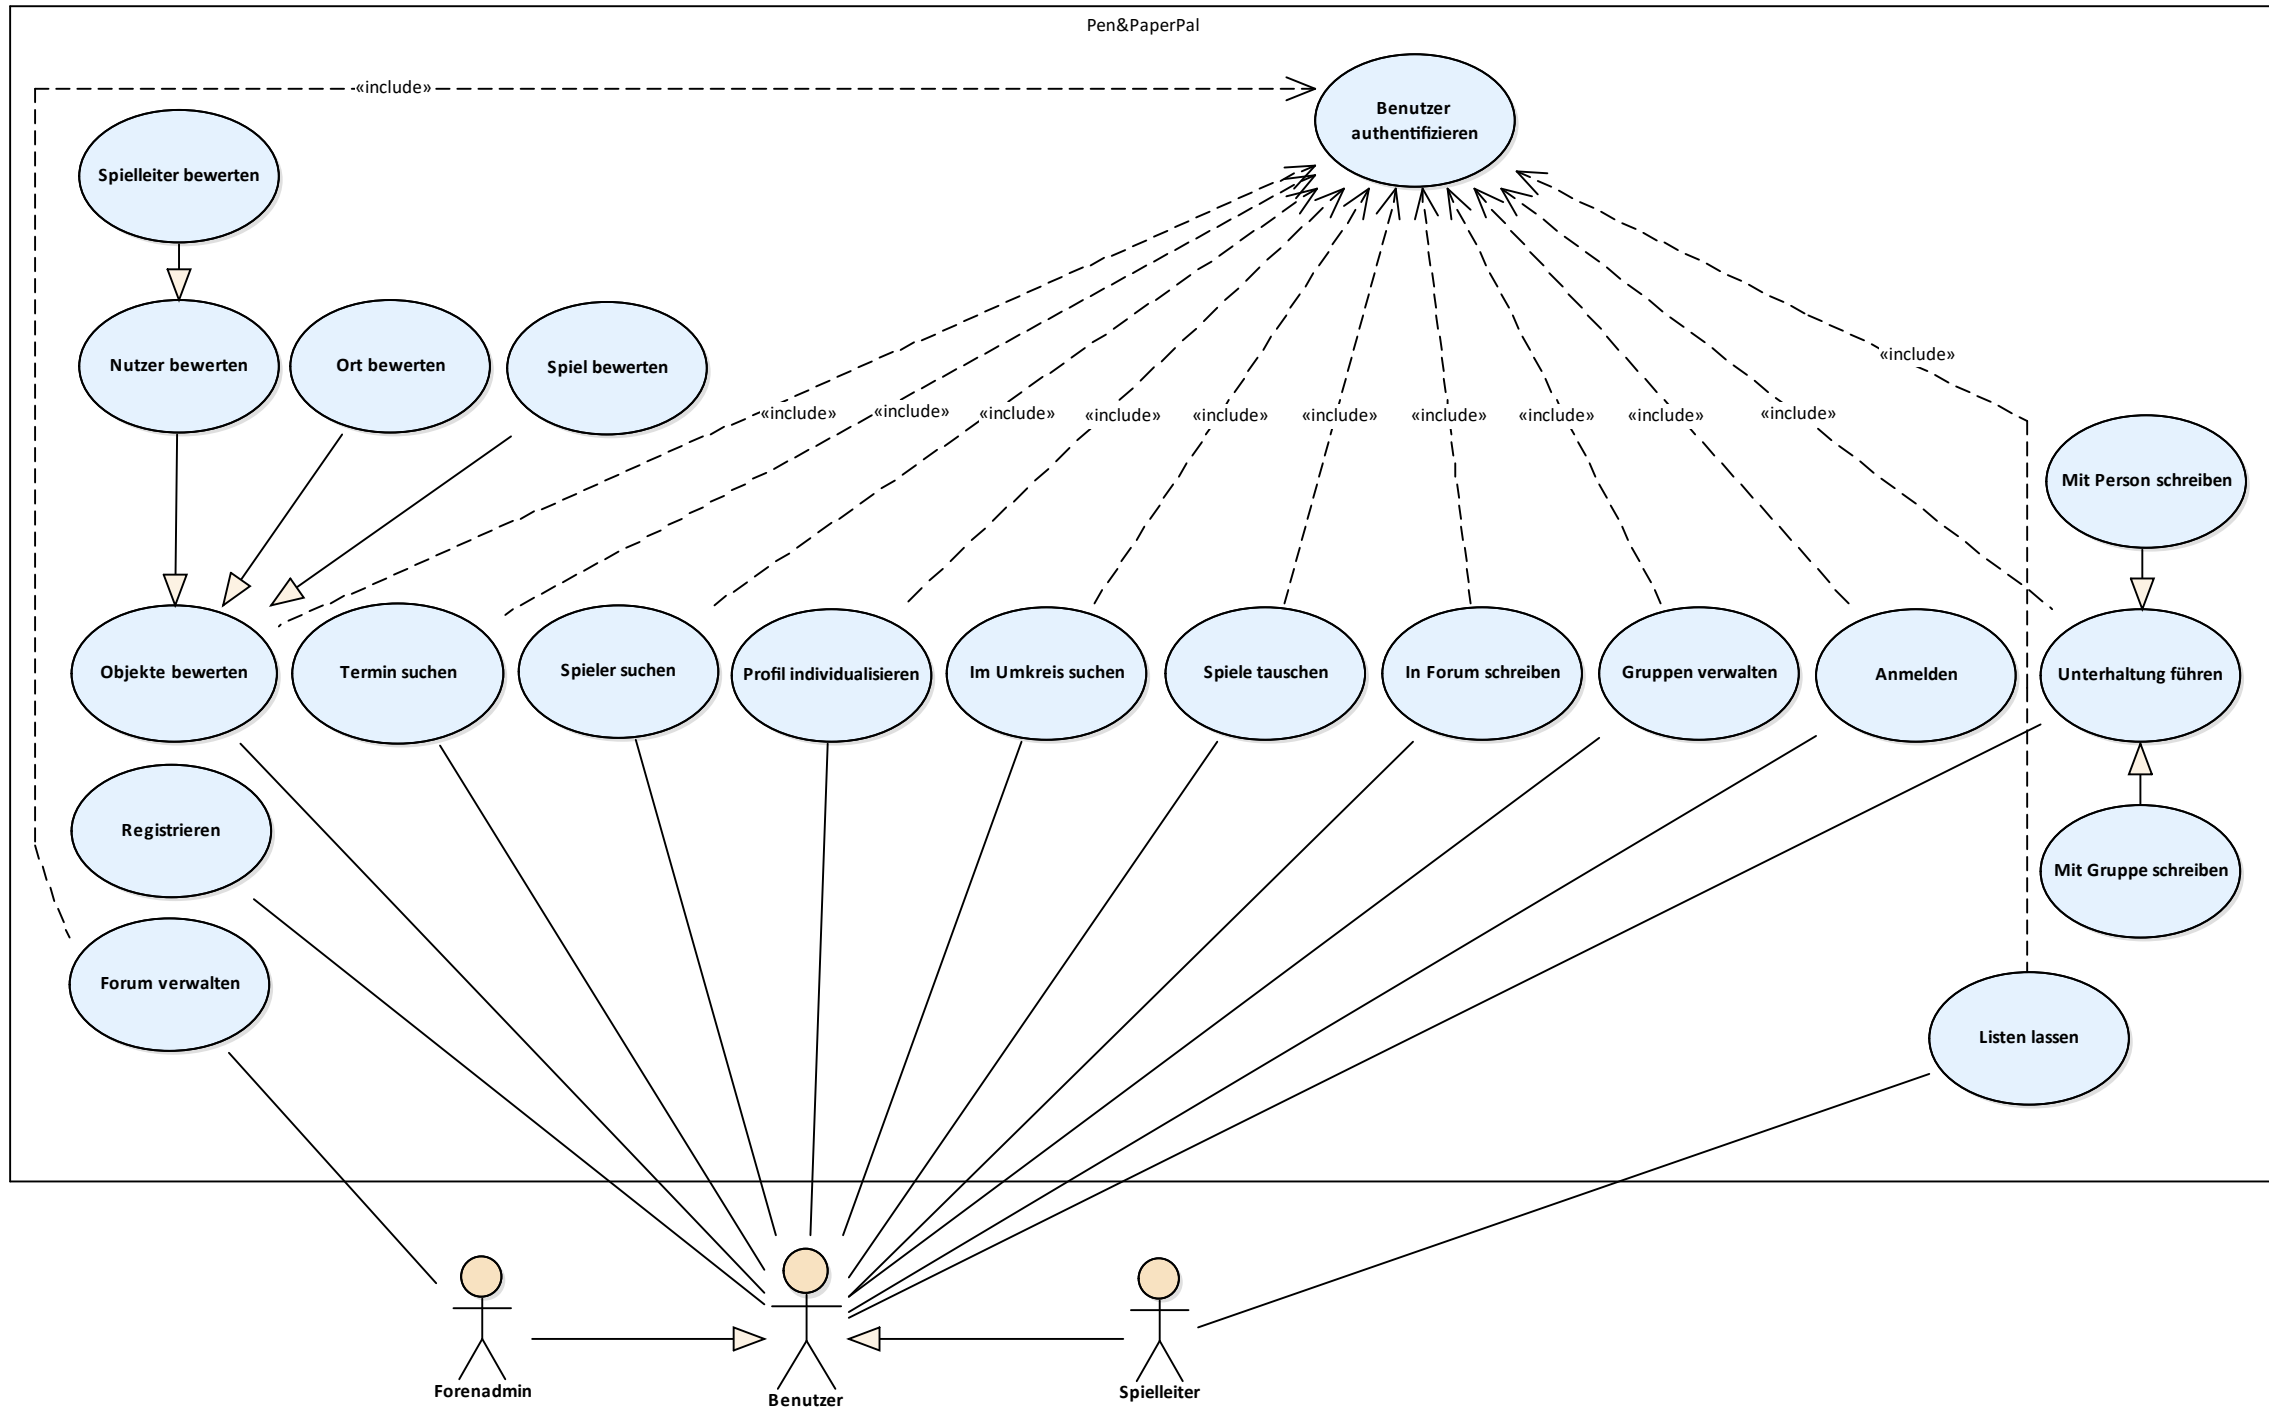 Pen&PaperPal
«include»
Benutzer
authentifizieren
Spielleiter bewerten
«include»
Nutzer bewerten
Ort bewerten
Spiel bewerten
«include»
«include»
«include»
«include»
«include»
«include»
«include»
«include»
«include»
«include»
Mit Person schreiben
Objekte bewerten
Termin suchen
Spieler suchen
Profil individualisieren
Im Umkreis suchen
Spiele tauschen
In Forum schreiben
Gruppen verwalten
Anmelden
Unterhaltung führen
Registrieren
Mit Gruppe schreiben
Forum verwalten
Listen lassen
Forenadmin
Benutzer
Spielleiter